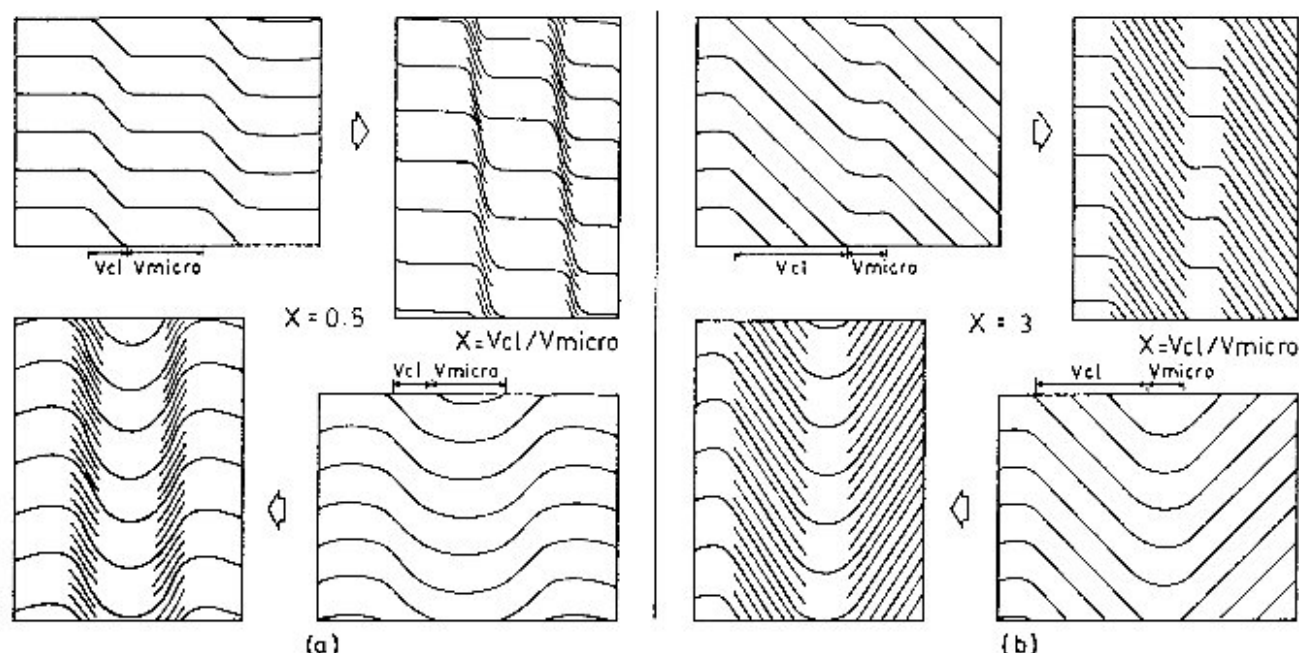 Vcl Vmicro
X = 0.5
X=Vcl/Vmicro
Vcl Vmicro
(a)
Vcl Vmicro
X = 3
X=Vcl/Vmicro
Vcl Vmicro
(b)